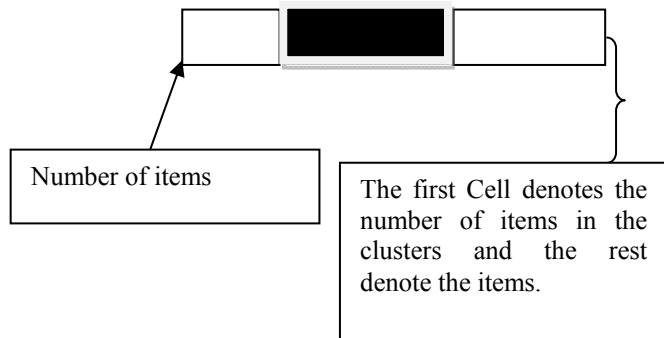 Number of items
The first Cell denotes the
number of items in the
clusters and the rest
denote the items.